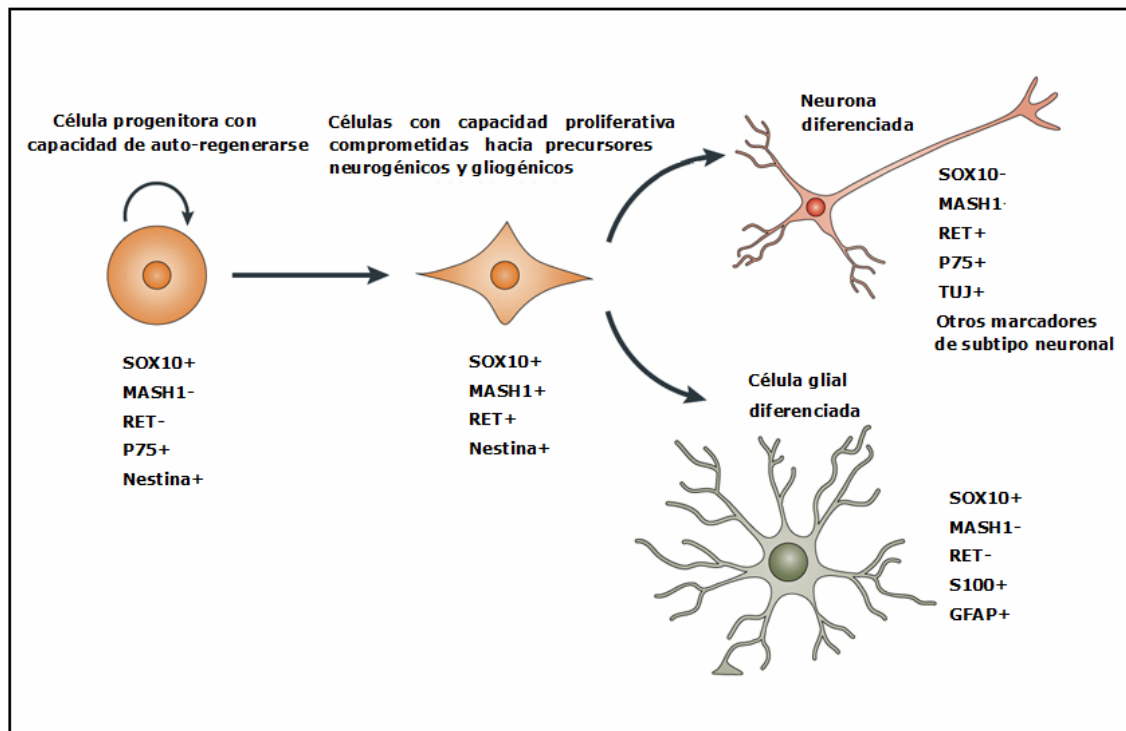 Célula progenitora con
capacidad de auto-regenerarse
SOX10+
MASH1-
RET-
P75+
Nestina+
Células con capacidad proliferativa
comprometidas hacia precursores
neurogénicos y gliogénicos
SOX10+
MASH1+
RET+
Nestina+
Neurona
diferenciada
SOX10-
MASH1-
RET+
P75+
TUJ+
Otros marcadores
de subtipo neuronal
Célula glial
diferenciada
SOX10+
MASH1-
RET-
S100+
GFAP+